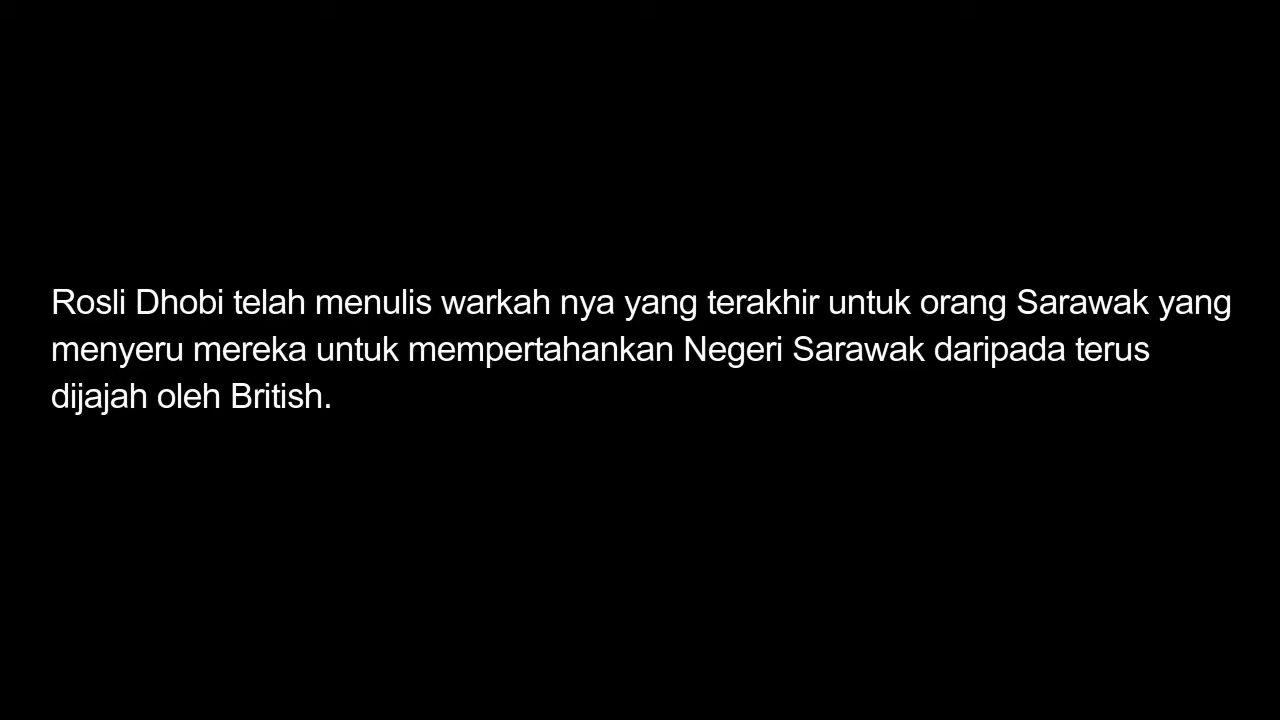 Rosli Dhobi telah menulis warkah nya yang terakhir untuk orang Sarawak yang
menyeru mereka untuk mempertahankan Negeri Sarawak daripada terus
dijajah oleh British.